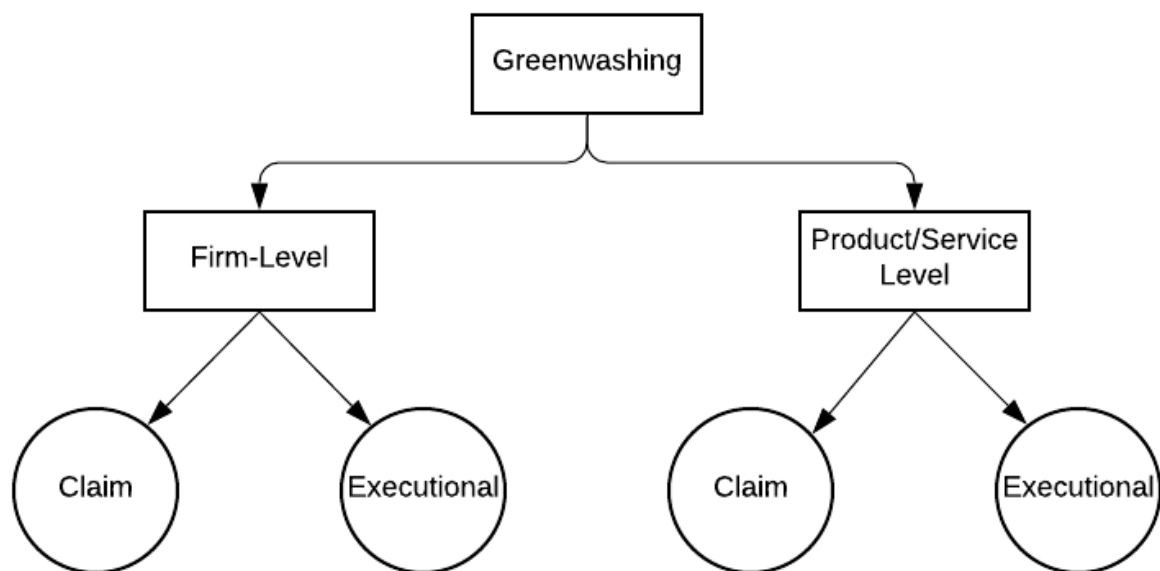 Greenwashing
Firm-Level
Product/Service
Level
Claim
Executional
Claim
Executional